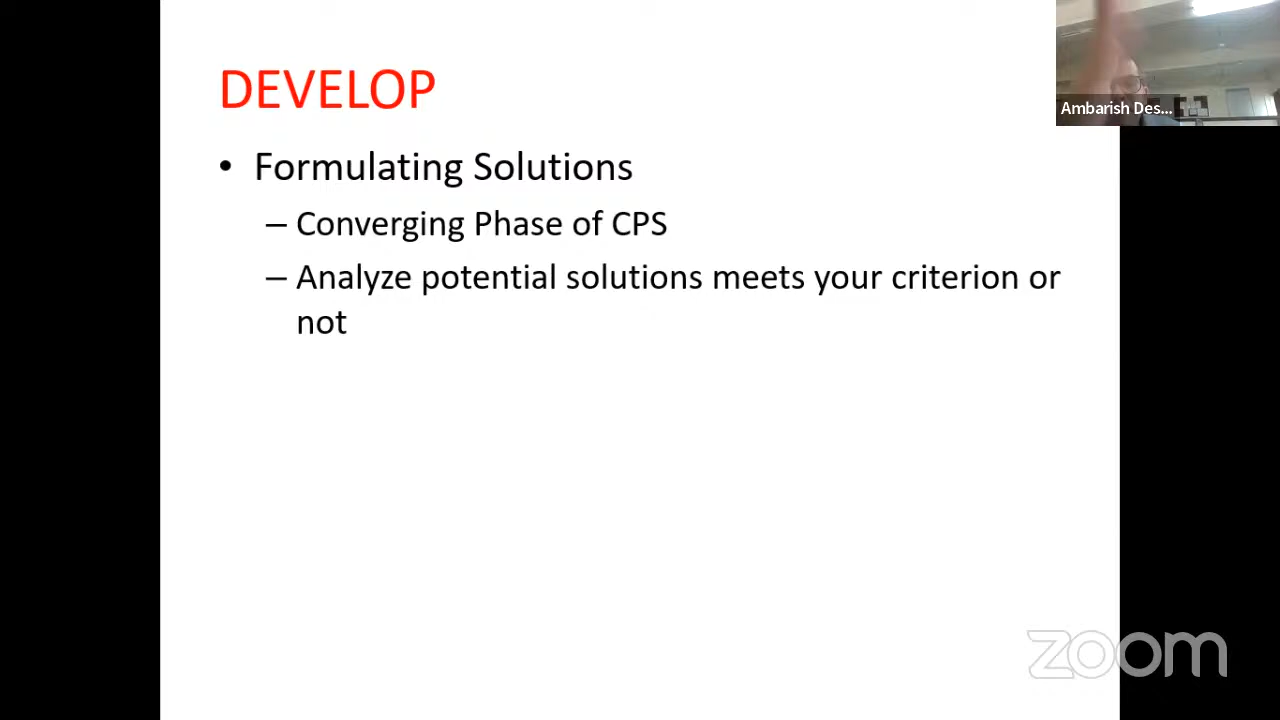 DEVELOP
Ambarish Des...
• Formulating Solutions
– Converging Phase of CPS
– Analyze potential solutions meets your criterion or
not
zoom